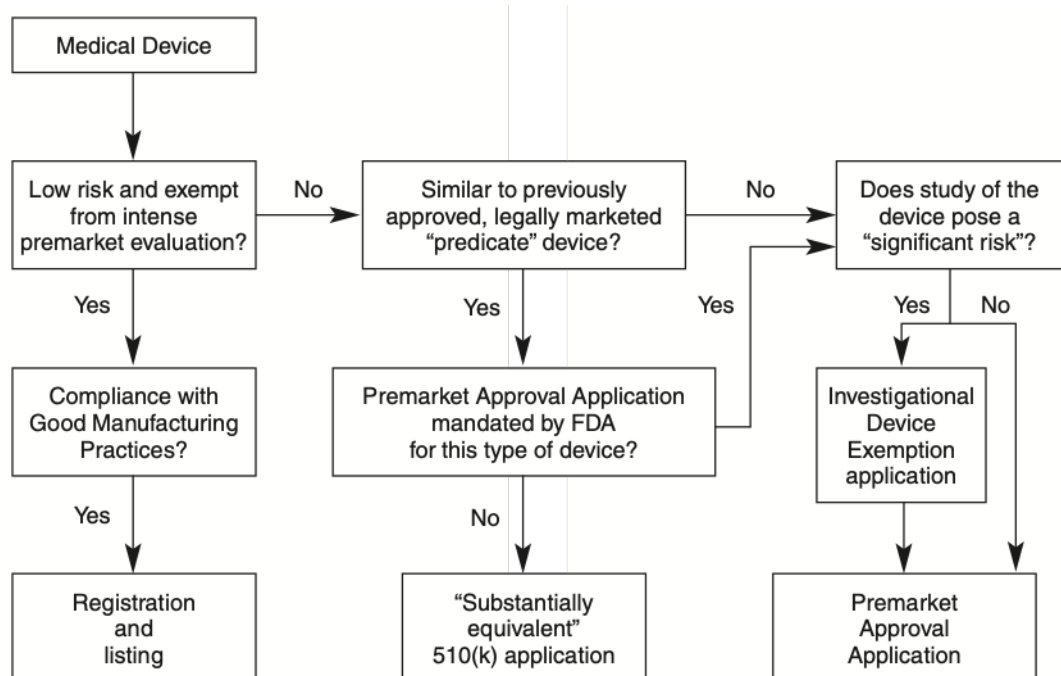 Medical Device
Low risk and exempt
from intense
premarket evaluation?
No
Similar to previously
approved, legally marketed
“predicate” device?
No
Does study of the
device pose a
“significant risk”?
Yes
Yes
Yes
Yes
No
Compliance with
Good Manufacturing
Practices?
Premarket Approval Application
mandated by FDA
for this type of device?
Investigational
Device
Exemption
application
Yes
No
Registration
and
listing
“Substantially
equivalent”
510(k) application
Premarket
Approval
Application